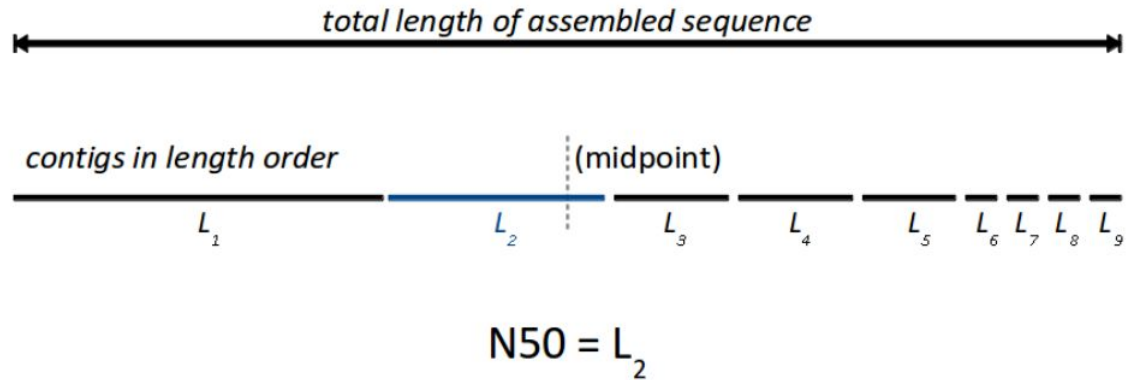 total length of assembled sequence
contigs in length order (midpoint)
L1 L2 L3 L4 L5 L6 L7 L8 L9
N50 = L2